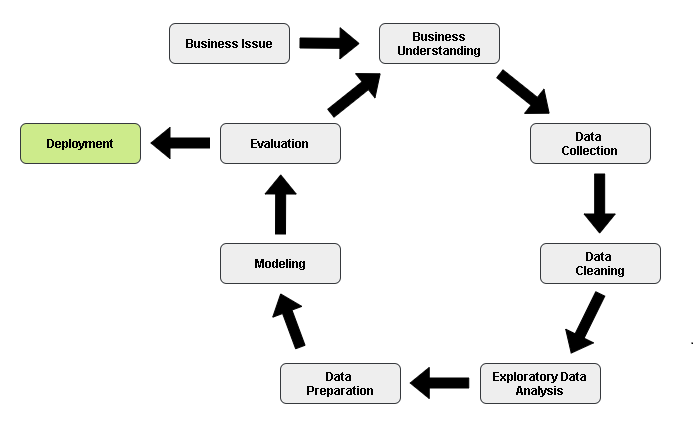 Business Issue
Business
Understanding
Deployment
Evaluation
Data
Collection
Modeling
Data
Cleaning
Data
Preparation
Exploratory Data
Analysis